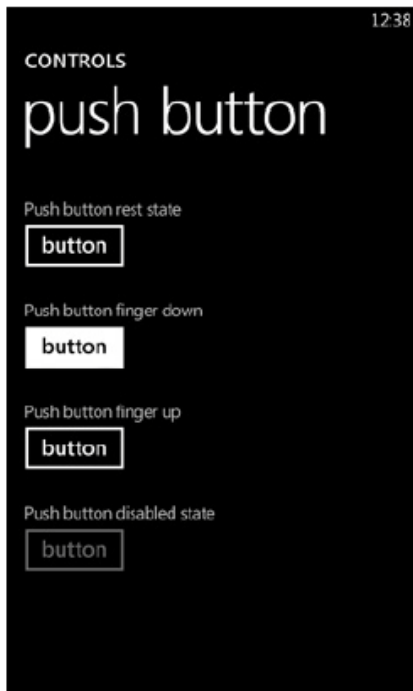 12:38
CONTROLS
push button
Push button rest state
button
Push button finger down
button
Push button finger up
button
Push button disabled state
button